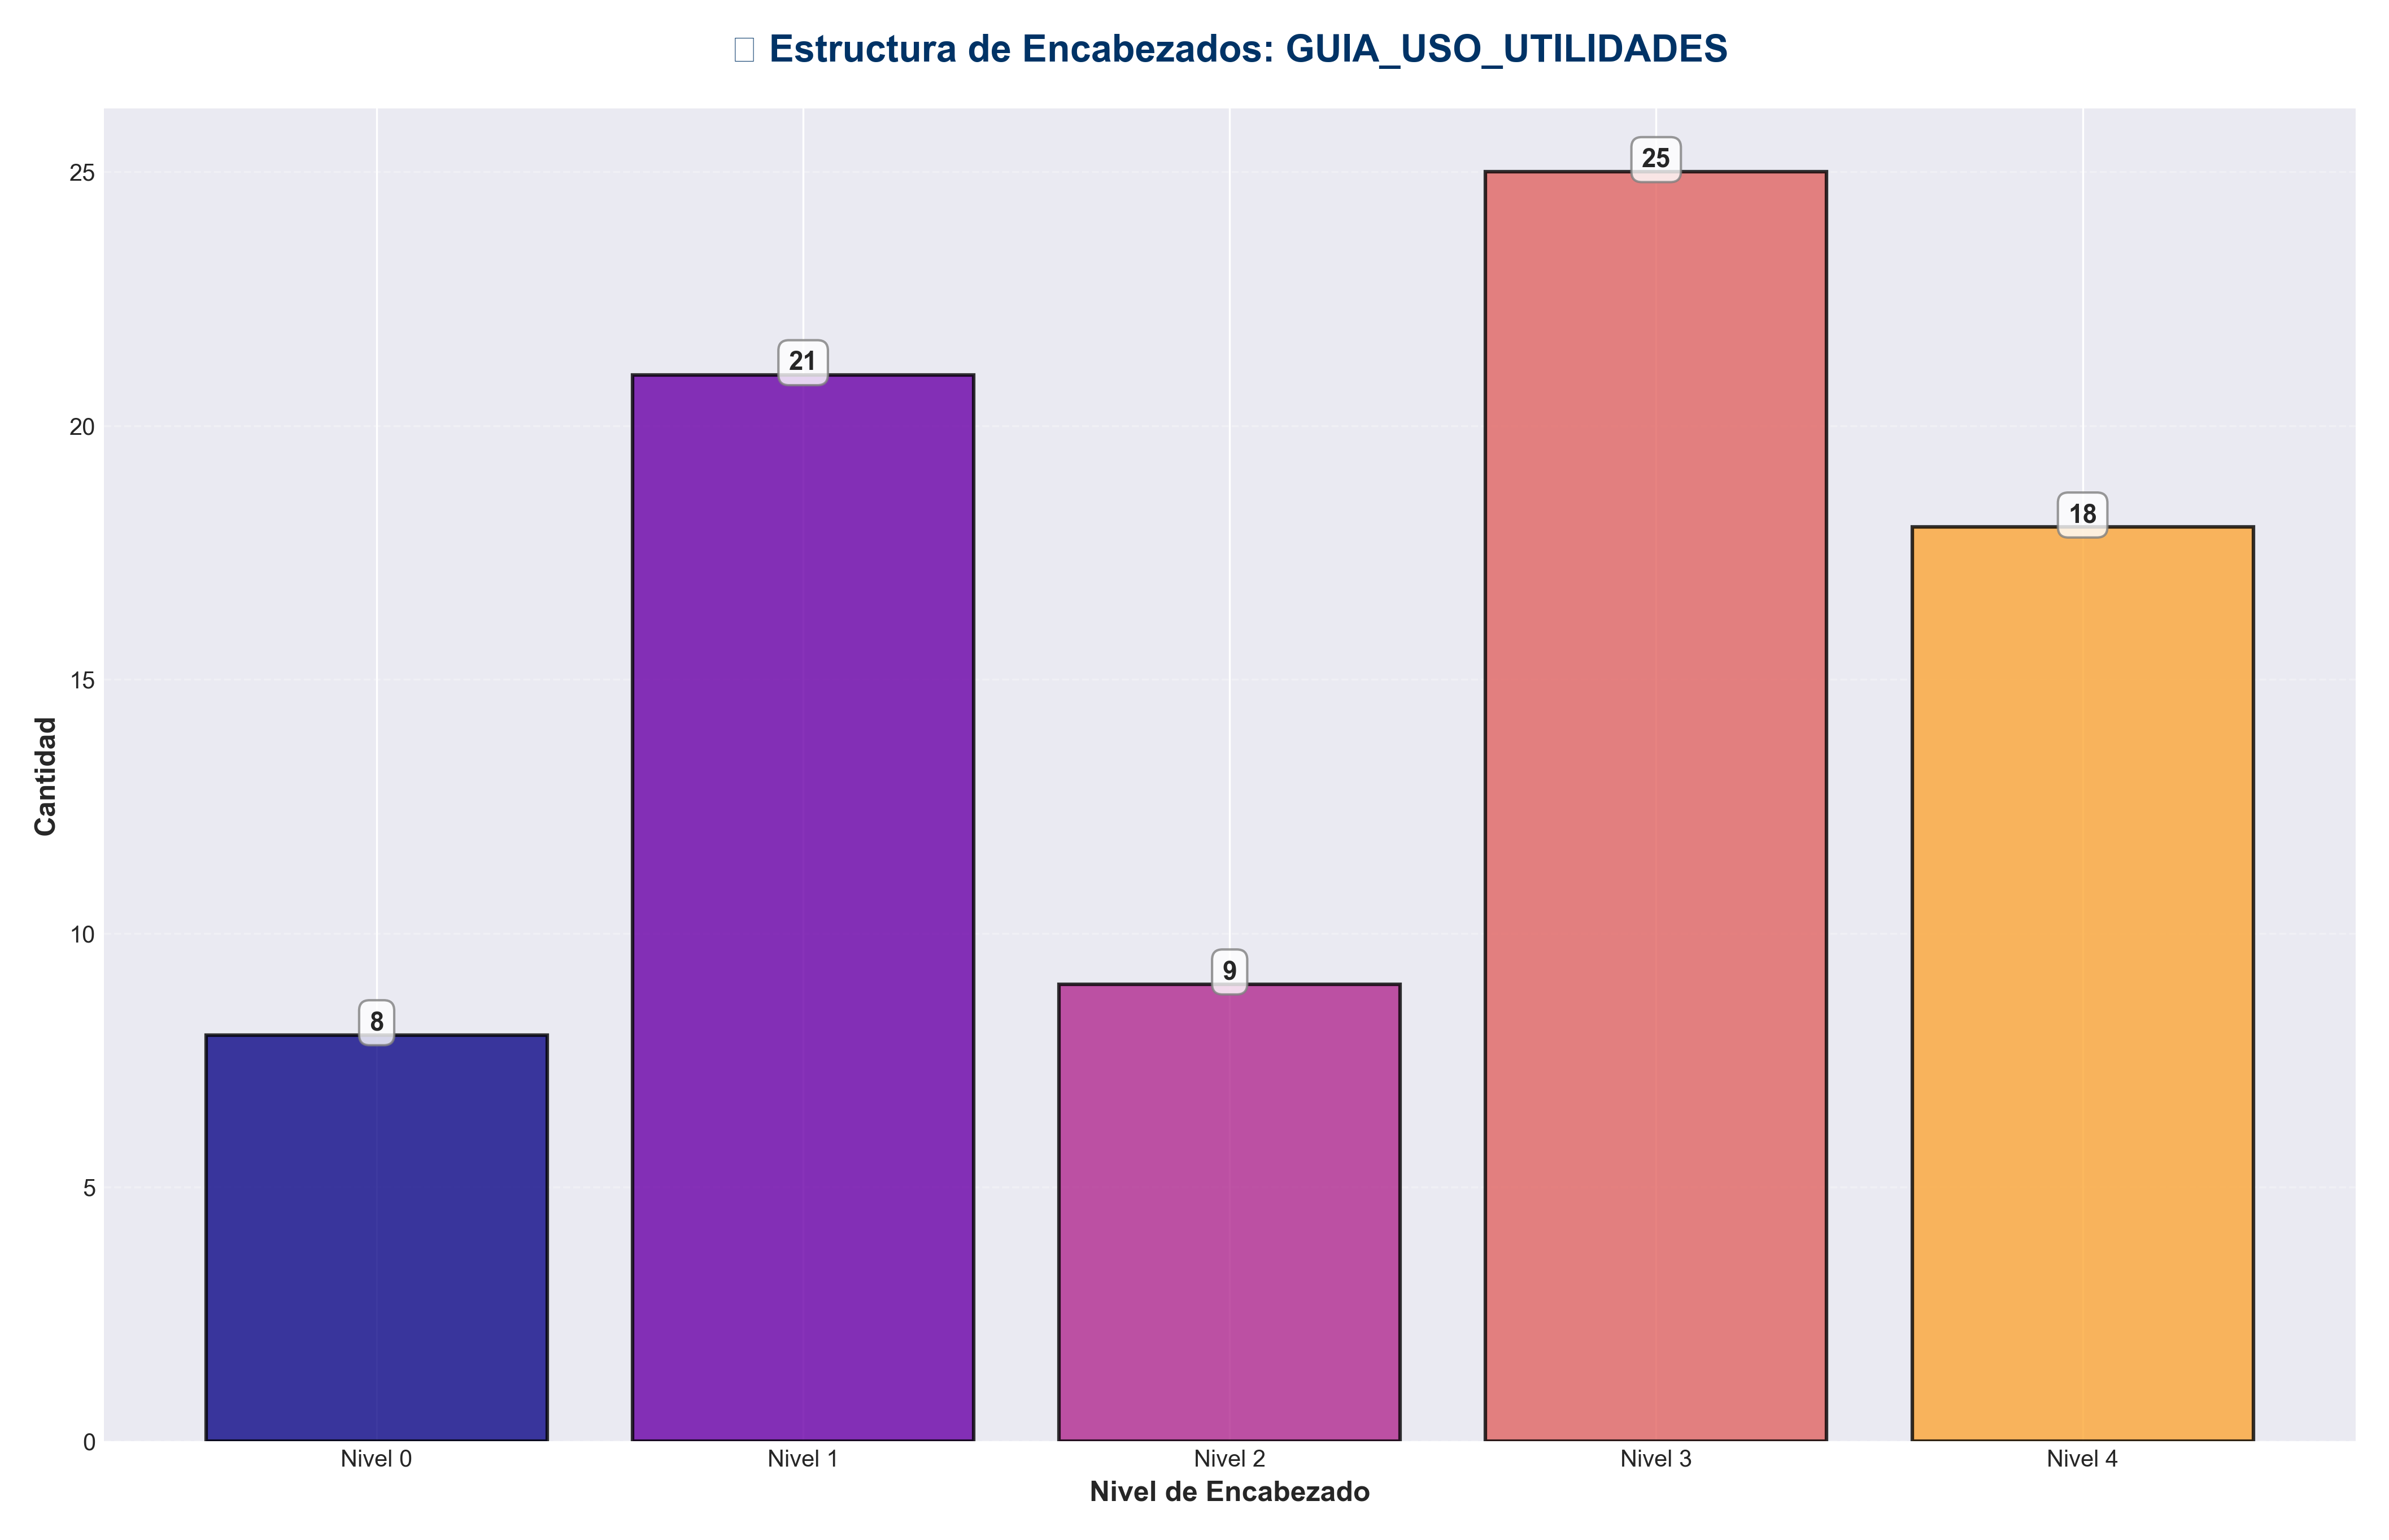 Estructura de Encabezados: GUIA_USO_UTILIDADES
25
20
15
10
5
0
Cantidad
8
21
9
25
18
Nivel 0
Nivel 1
Nivel 2
Nivel 3
Nivel 4
Nivel de Encabezado